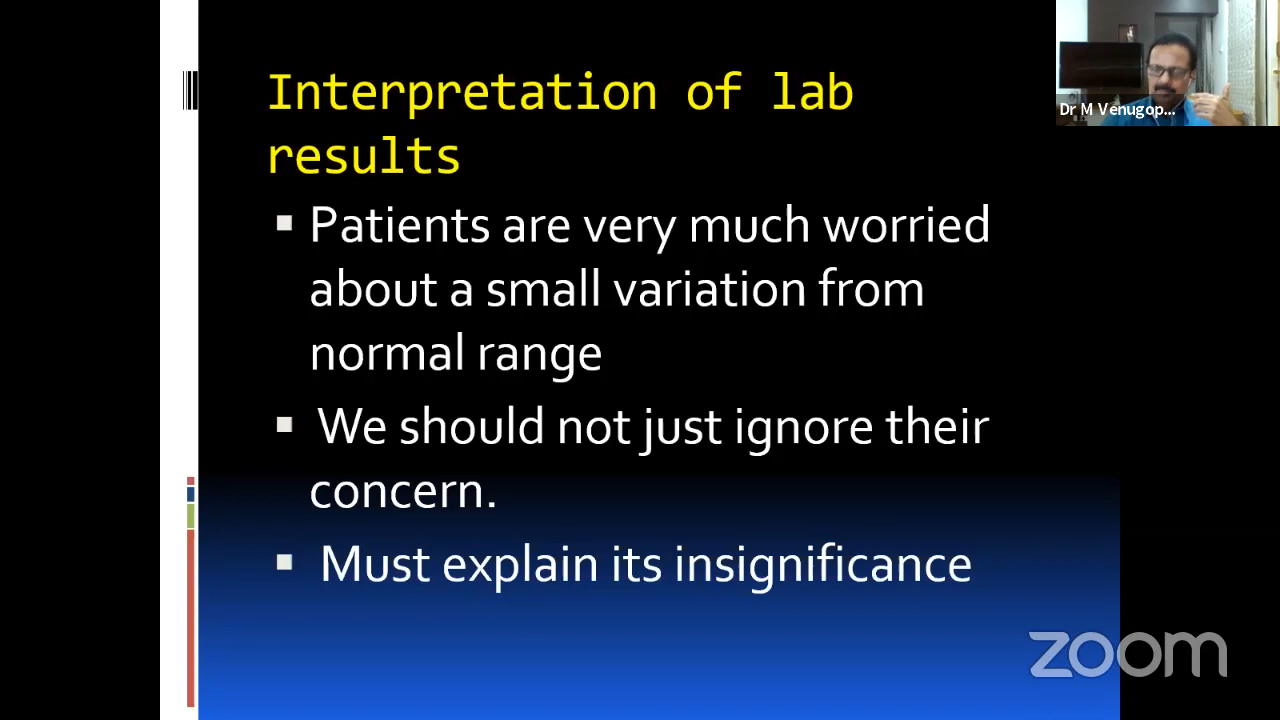 Interpretation of lab
results
Patients are very much worried
about a small variation from
normal range
We should not just ignore their
concern.
Must explain its insignificance
Dr M Venugop...
zoom